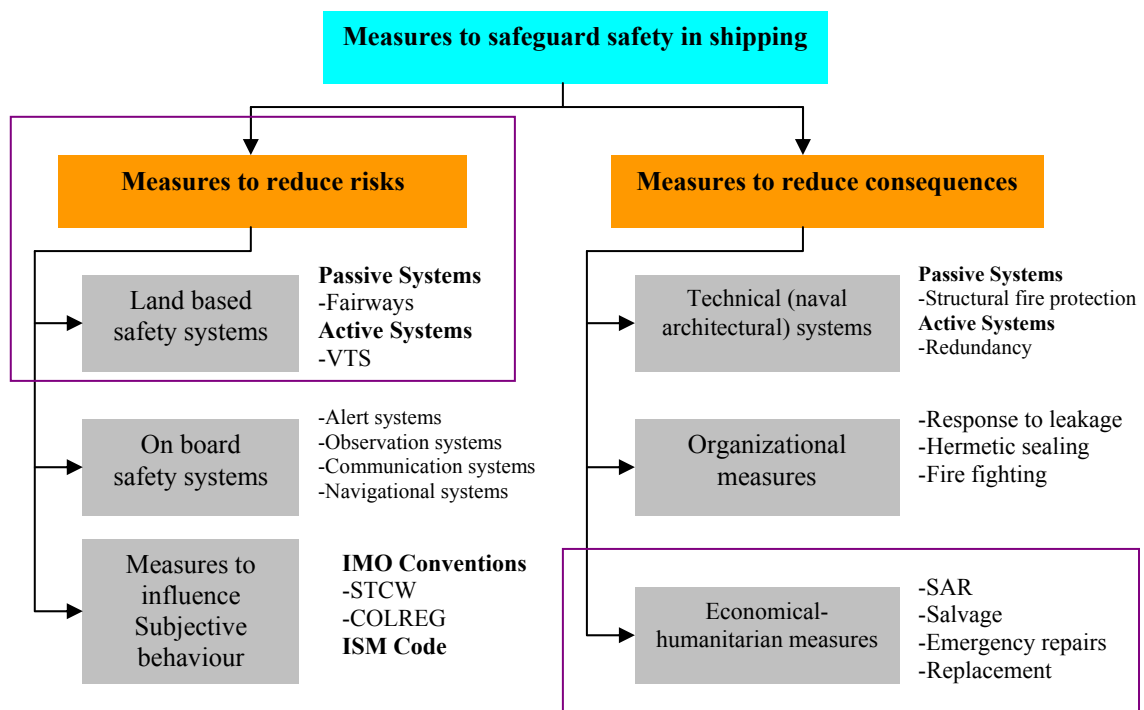 Measures to safeguard safety in shipping
Measures to reduce risks
Land based
safety systems
Passive Systems
-Fairways
Active Systems
-VTS
On board
safety systems
-Alert systems
-Observation systems
-Communication systems
-Navigational systems
Measures to
influence
Subjective
behaviour
IMO Conventions
-STCW
-COLREG
ISM Code
Measures to reduce consequences
Technical (naval
architectural) systems
Passive Systems
-Structural fire protection
Active Systems
-Redundancy
Organizational
measures
-Response to leakage
-Hermetic sealing
-Fire fighting
Economical-
humanitarian measures
-SAR
-Salvage
-Emergency repairs
-Replacement